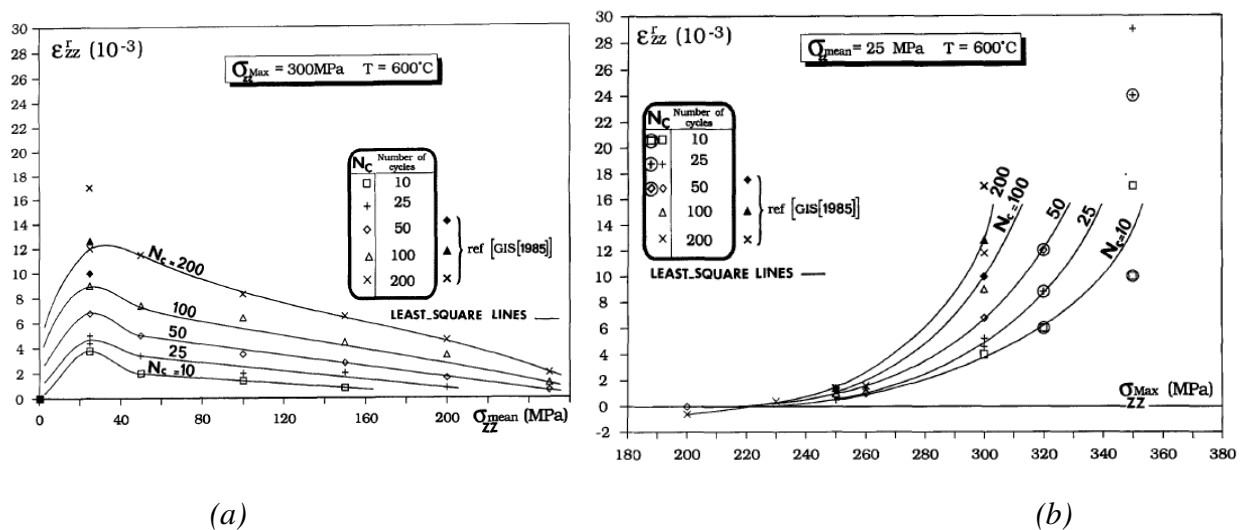 30
28
26
24
22
20
18
16
14
12
10
8
6
4
2
0
ε^r_zz (10⁻³)
σ_zz Max = 300MPa T = 600°C
N_C Number of cycles
□ 10
+ 25
◇ 50
△ 100
× 200
◆
▲
×
} ref [GIS[1985]]
LEAST_SQUARE LINES
N_C=200
100
50
25
N_C=10
0 40 80 120 160 200
σ_zz^mean (MPa)
(a)
30
28
26
24
22
20
18
16
14
12
10
8
6
4
2
0
-2
ε^r_zz (10⁻³)
σ_zz mean = 25 MPa T = 600°C
N_C Number of cycles
□ 10
+ 25
◇ 50
△ 100
× 200
◆
▲
×
} ref [GIS[1985]]
LEAST_SQUARE LINES
200
N_C=100
50
25
N_C=10
σ_zz^Max (MPa)
180 200 220 240 260 280 300 320 340 360 380
(b)